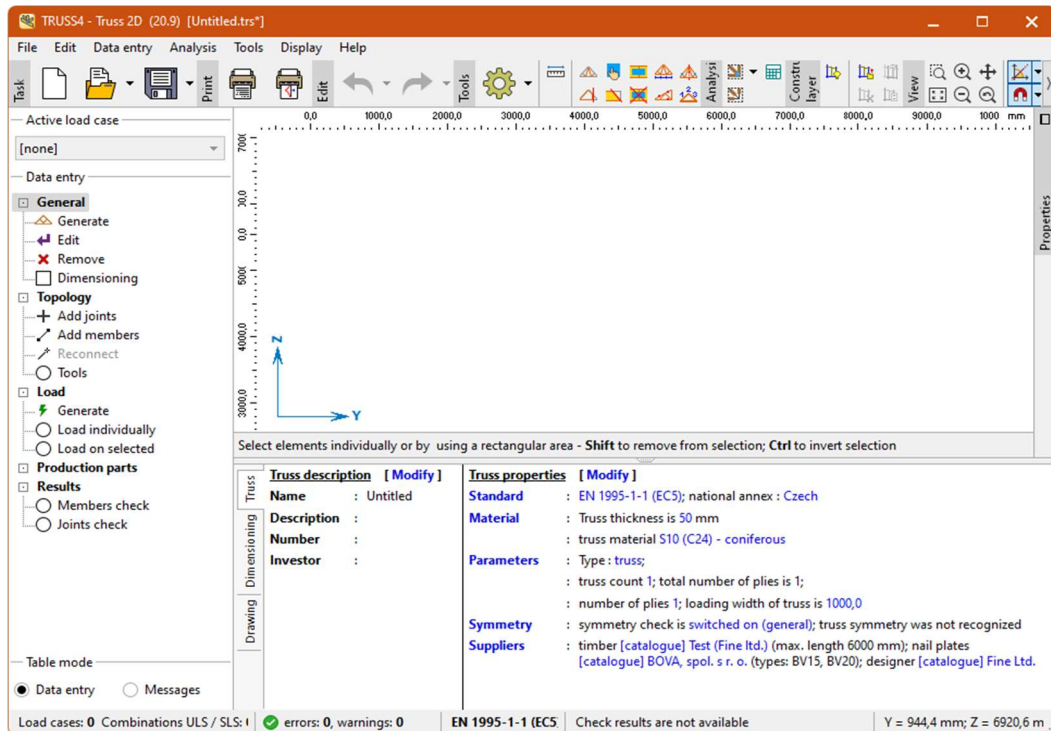 TRUSS4 - Truss 2D (20.9) [Untitled.trs*]
File Edit Data entry Analysis Tools Display Help
Task
Print
Edit
Tools
Analysi
Constru
layer
View
Active load case
[none]
Data entry
General
Generate
Edit
Remove
Dimensioning
Topology
Add joints
Add members
Reconnect
Tools
Load
Generate
Load individually
Load on selected
Production parts
Results
Members check
Joints check
Table mode
Data entry Messages
0,0 1000,0 2000,0 3000,0 4000,0 5000,0 6000,0 7000,0 8000,0 9000,0 1000 mm
4000,0
3000,0
Z
Y
Properties
Select elements individually or by using a rectangular area - Shift to remove from selection; Ctrl to invert selection
Truss
Dimensioning
Drawing
Truss description [Modify]
Name : Untitled
Description :
Number :
Investor :
Truss properties [Modify]
Standard : EN 1995-1-1 (EC5); national annex : Czech
Material : Truss thickness is 50 mm
: truss material S10 (C24) - coniferous
Parameters : Type : truss;
: truss count 1; total number of plies is 1;
: number of plies 1; loading width of truss is 1000,0
Symmetry : symmetry check is switched on (general); truss symmetry was not recognized
Suppliers : timber [catalogue] Test (Fine ltd.) (max. length 6000 mm); nail plates
[catalogue] BOVA, spol. s r. o. (types: BV15, BV20); designer [catalogue] Fine Ltd.
Load cases: 0 Combinations ULS / SLS: errors: 0, warnings: 0 EN 1995-1-1 (EC5 Check results are not available Y = 944,4 mm; Z = 6920,6 m